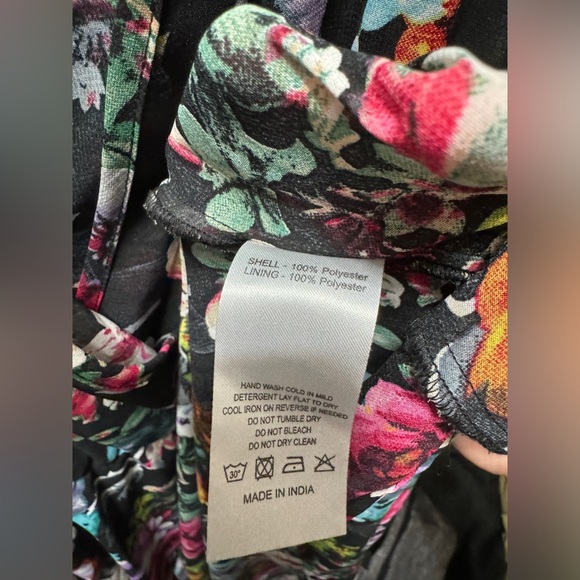 SHELL - 100% Polyester
LINING - 100% Polyester
HAND WASH COLD IN MILD
DETERGENT LAY FLAT TO DRY
COOL IRON ON REVERSE IF NEEDED
DO NOT TUMBLE DRY
DO NOT BLEACH
DO NOT DRY CLEAN
30°
MADE IN INDIA